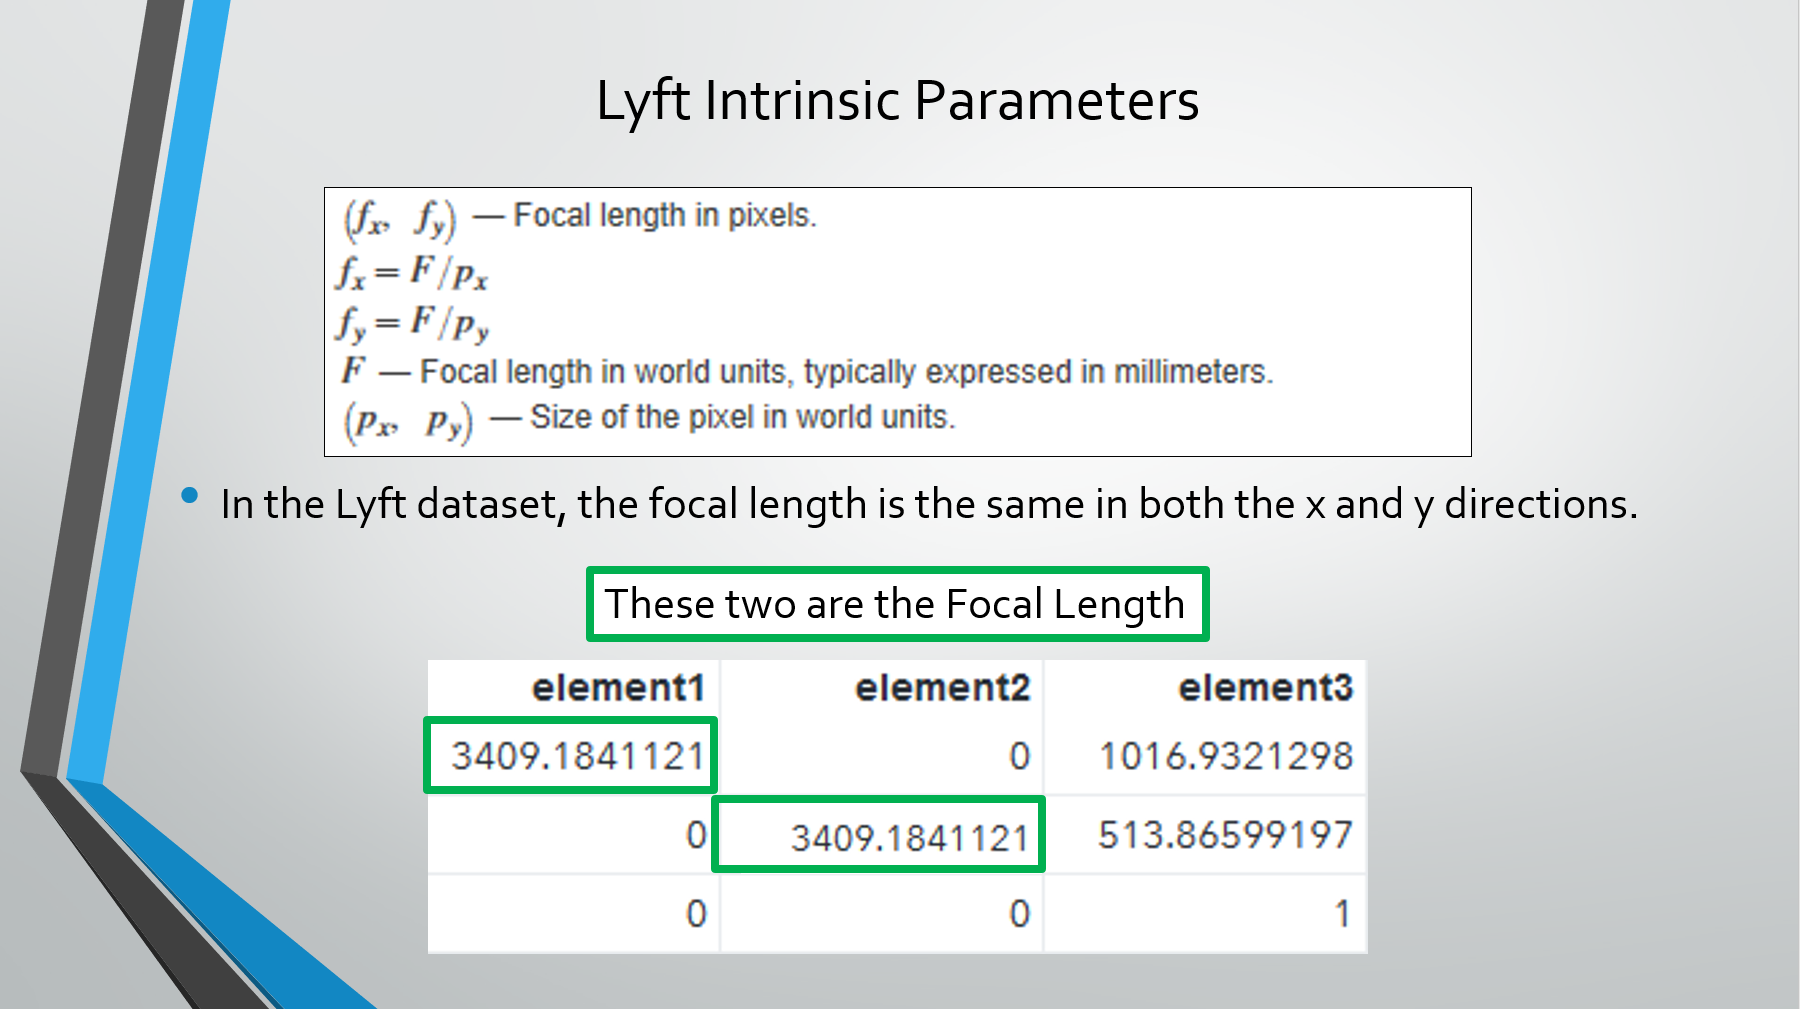 Lyft Intrinsic Parameters
(fx, fy) — Focal length in pixels.
fx = F/px
fy = F/py
F — Focal length in world units, typically expressed in millimeters.
(px, py) — Size of the pixel in world units.
• In the Lyft dataset, the focal length is the same in both the x and y directions.
These two are the Focal Length
element1 element2 element3
3409.1841121 0 1016.9321298
0 3409.1841121 513.86599197
0 0 1